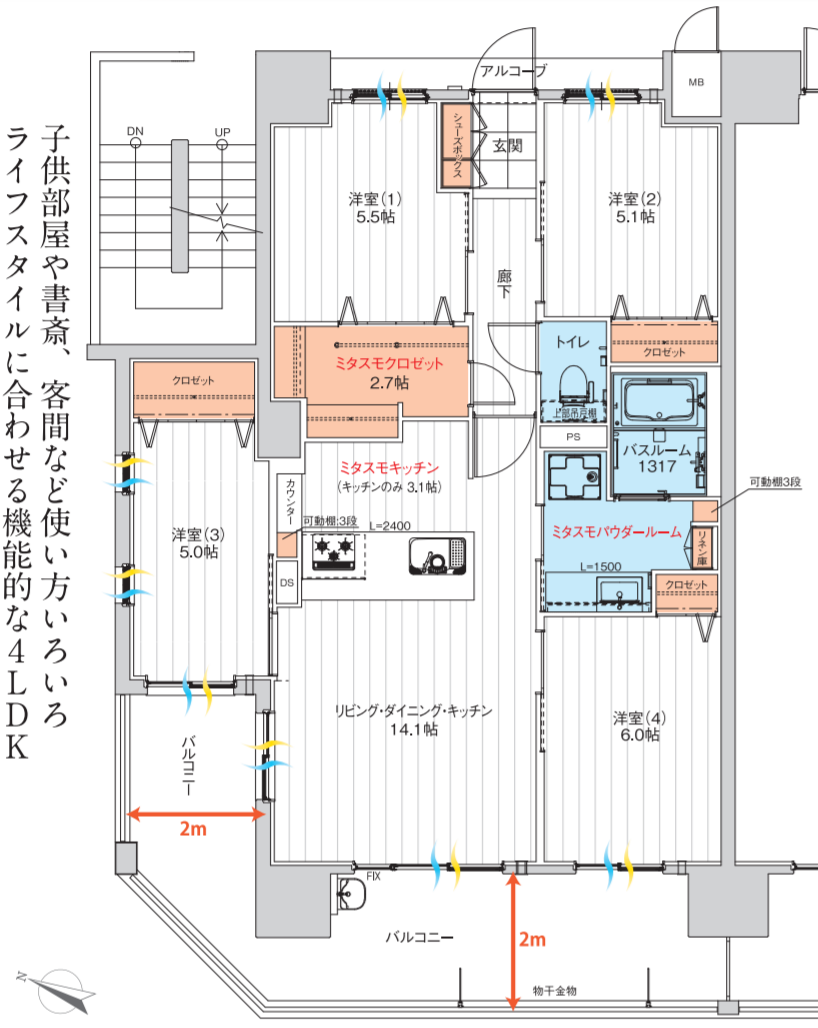 子供部屋や書斎、客間など使い方いろいろ
ライフスタイルに合わせる機能的な4LDK
アルコーブ
MB
DN
UP
シューズボックス
玄関
洋室(1)
5.5帖
洋室(2)
5.1帖
廊下
トイレ
上部吊戸棚
クロゼット
ミタスモクロゼット
2.7帖
クロゼット
PS
バスルーム
1317
ミタスモキッチン
(キッチンのみ 3.1帖)
カウンター
可動棚:3段
L=2400
可動棚3段
洋室(3)
5.0帖
ミタスモパウダールーム
リネン庫
L=1500
DS
クロゼット
リビング・ダイニング・キッチン
14.1帖
洋室(4)
6.0帖
バルコニー
2m
FIX
バルコニー
2m
物干金物
N